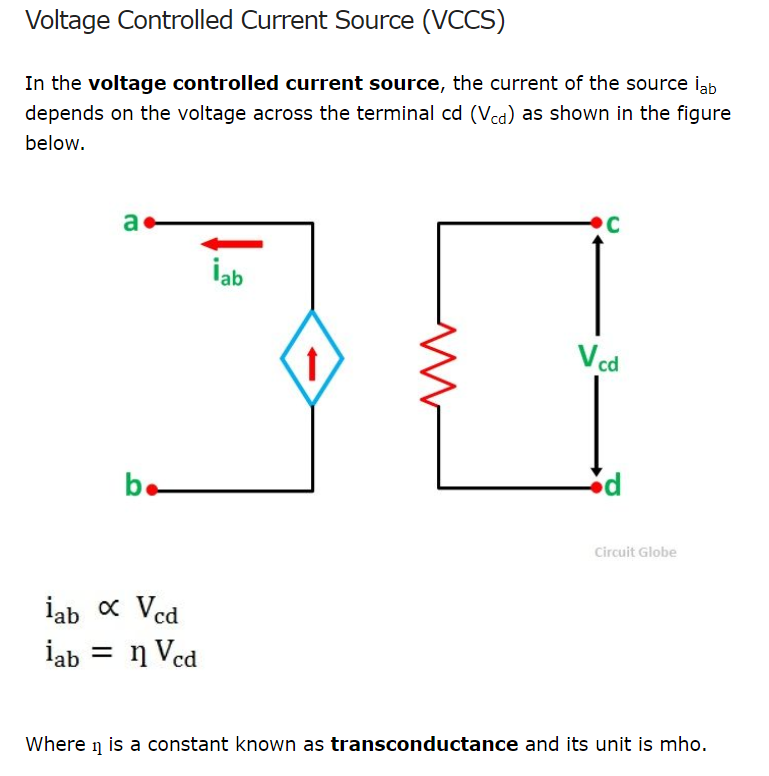 Voltage Controlled Current Source (VCCS)
In the voltage controlled current source, the current of the source iab
depends on the voltage across the terminal cd (Vcd) as shown in the figure
below.
a
c
iab
Vcd
b
d
Circuit Globe
iab ∝ Vcd
iab = η Vcd
Where η is a constant known as transconductance and its unit is mho.